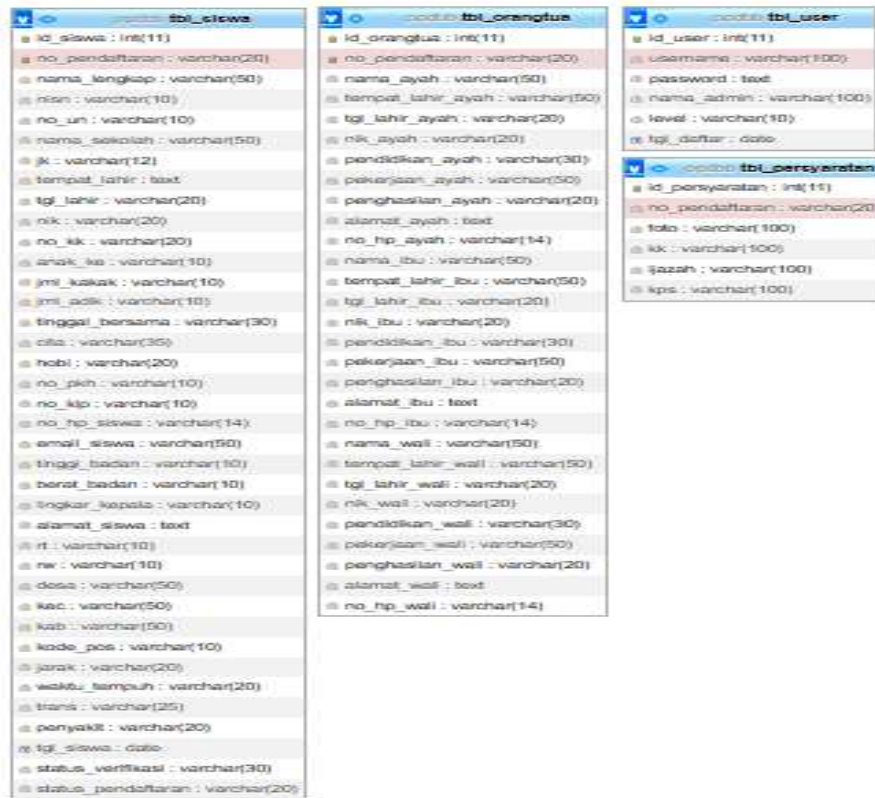 tbl_siswa
id_siswa : int(11)
no_pendaftaran : varchar(20)
nama_lengkap : varchar(50)
nisn : varchar(10)
no_un : varchar(10)
nama_sekolah : varchar(50)
jk : varchar(12)
tempat_lahir : text
tgl_lahir : varchar(20)
nik : varchar(20)
no_kk : varchar(20)
anak_ke : varchar(10)
jml_kakak : varchar(10)
jml_adik : varchar(10)
tinggal_bersama : varchar(30)
cita : varchar(35)
hobi : varchar(20)
no_pkh : varchar(10)
no_kip : varchar(10)
no_hp_siswa : varchar(14)
email_siswa : varchar(50)
tinggi_badan : varchar(10)
berat_badan : varchar(10)
lingkar_kepala : varchar(10)
alamat_siswa : text
rt : varchar(10)
rw : varchar(10)
desa : varchar(50)
kec : varchar(50)
kab : varchar(50)
kode_pos : varchar(10)
jarak : varchar(20)
waktu_tempuh : varchar(20)
trans : varchar(25)
penyakit : varchar(20)
tgl_siswa : date
status_verifikasi : varchar(30)
status_pendaftaran : varchar(20)
tbl_orangtua
id_orangtua : int(11)
no_pendaftaran : varchar(20)
nama_ayah : varchar(50)
tempat_lahir_ayah : varchar(50)
tgl_lahir_ayah : varchar(20)
nik_ayah : varchar(20)
pendidikan_ayah : varchar(30)
pekerjaan_ayah : varchar(50)
penghasilan_ayah : varchar(20)
alamat_ayah : text
no_hp_ayah : varchar(14)
nama_ibu : varchar(50)
tempat_lahir_ibu : varchar(50)
tgl_lahir_ibu : varchar(20)
nik_ibu : varchar(20)
pendidikan_ibu : varchar(30)
pekerjaan_ibu : varchar(50)
penghasilan_ibu : varchar(20)
alamat_ibu : text
no_hp_ibu : varchar(14)
nama_wali : varchar(50)
tempat_lahir_wali : varchar(50)
tgl_lahir_wali : varchar(20)
nik_wali : varchar(20)
pendidikan_wali : varchar(30)
pekerjaan_wali : varchar(50)
penghasilan_wali : varchar(20)
alamat_wali : text
no_hp_wali : varchar(14)
tbl_user
id_user : int(11)
username : varchar(100)
password : text
nama_admin : varchar(100)
level : varchar(10)
tgl_daftar : date
tbl_persyaratan
id_persyaratan : int(11)
no_pendaftaran : varchar(20
foto : varchar(100)
kk : varchar(100)
ijazah : varchar(100)
kps : varchar(100)